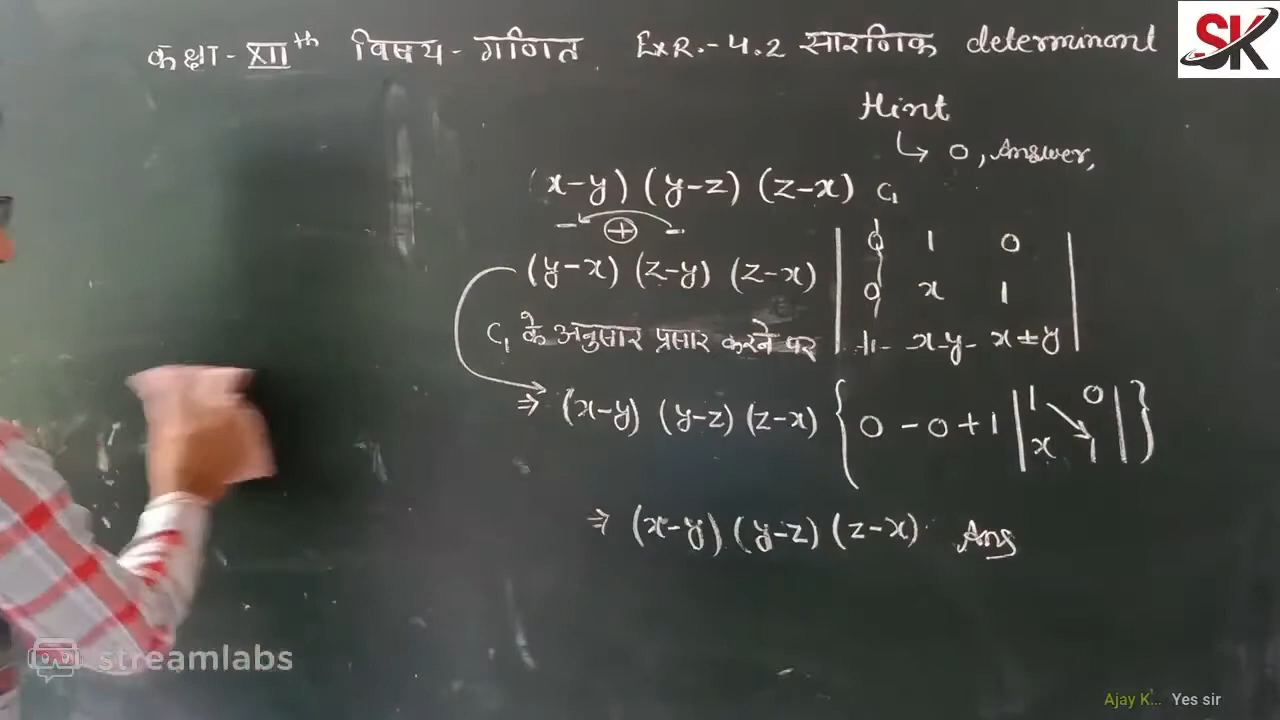 कक्षा - XIIth विषय - गणित ExR. - 4.2 सारणिक determinant
SK
Hint
↳ 0, Answer,
(x-y) (y-z) (z-x) C₁
- ⊕ -
(y-x) (z-y) (z-x) | 0 1 0
0 x 1
C₁ के अनुसार प्रसार करने पर 1 x-y- x±y |
⇒ (x-y) (y-z) (z-x) { 0 - 0 + 1 | 1 0
x 1 | }
⇒ (x-y) (y-z) (z-x) Ans
streamlabs
Ajay K... Yes sir